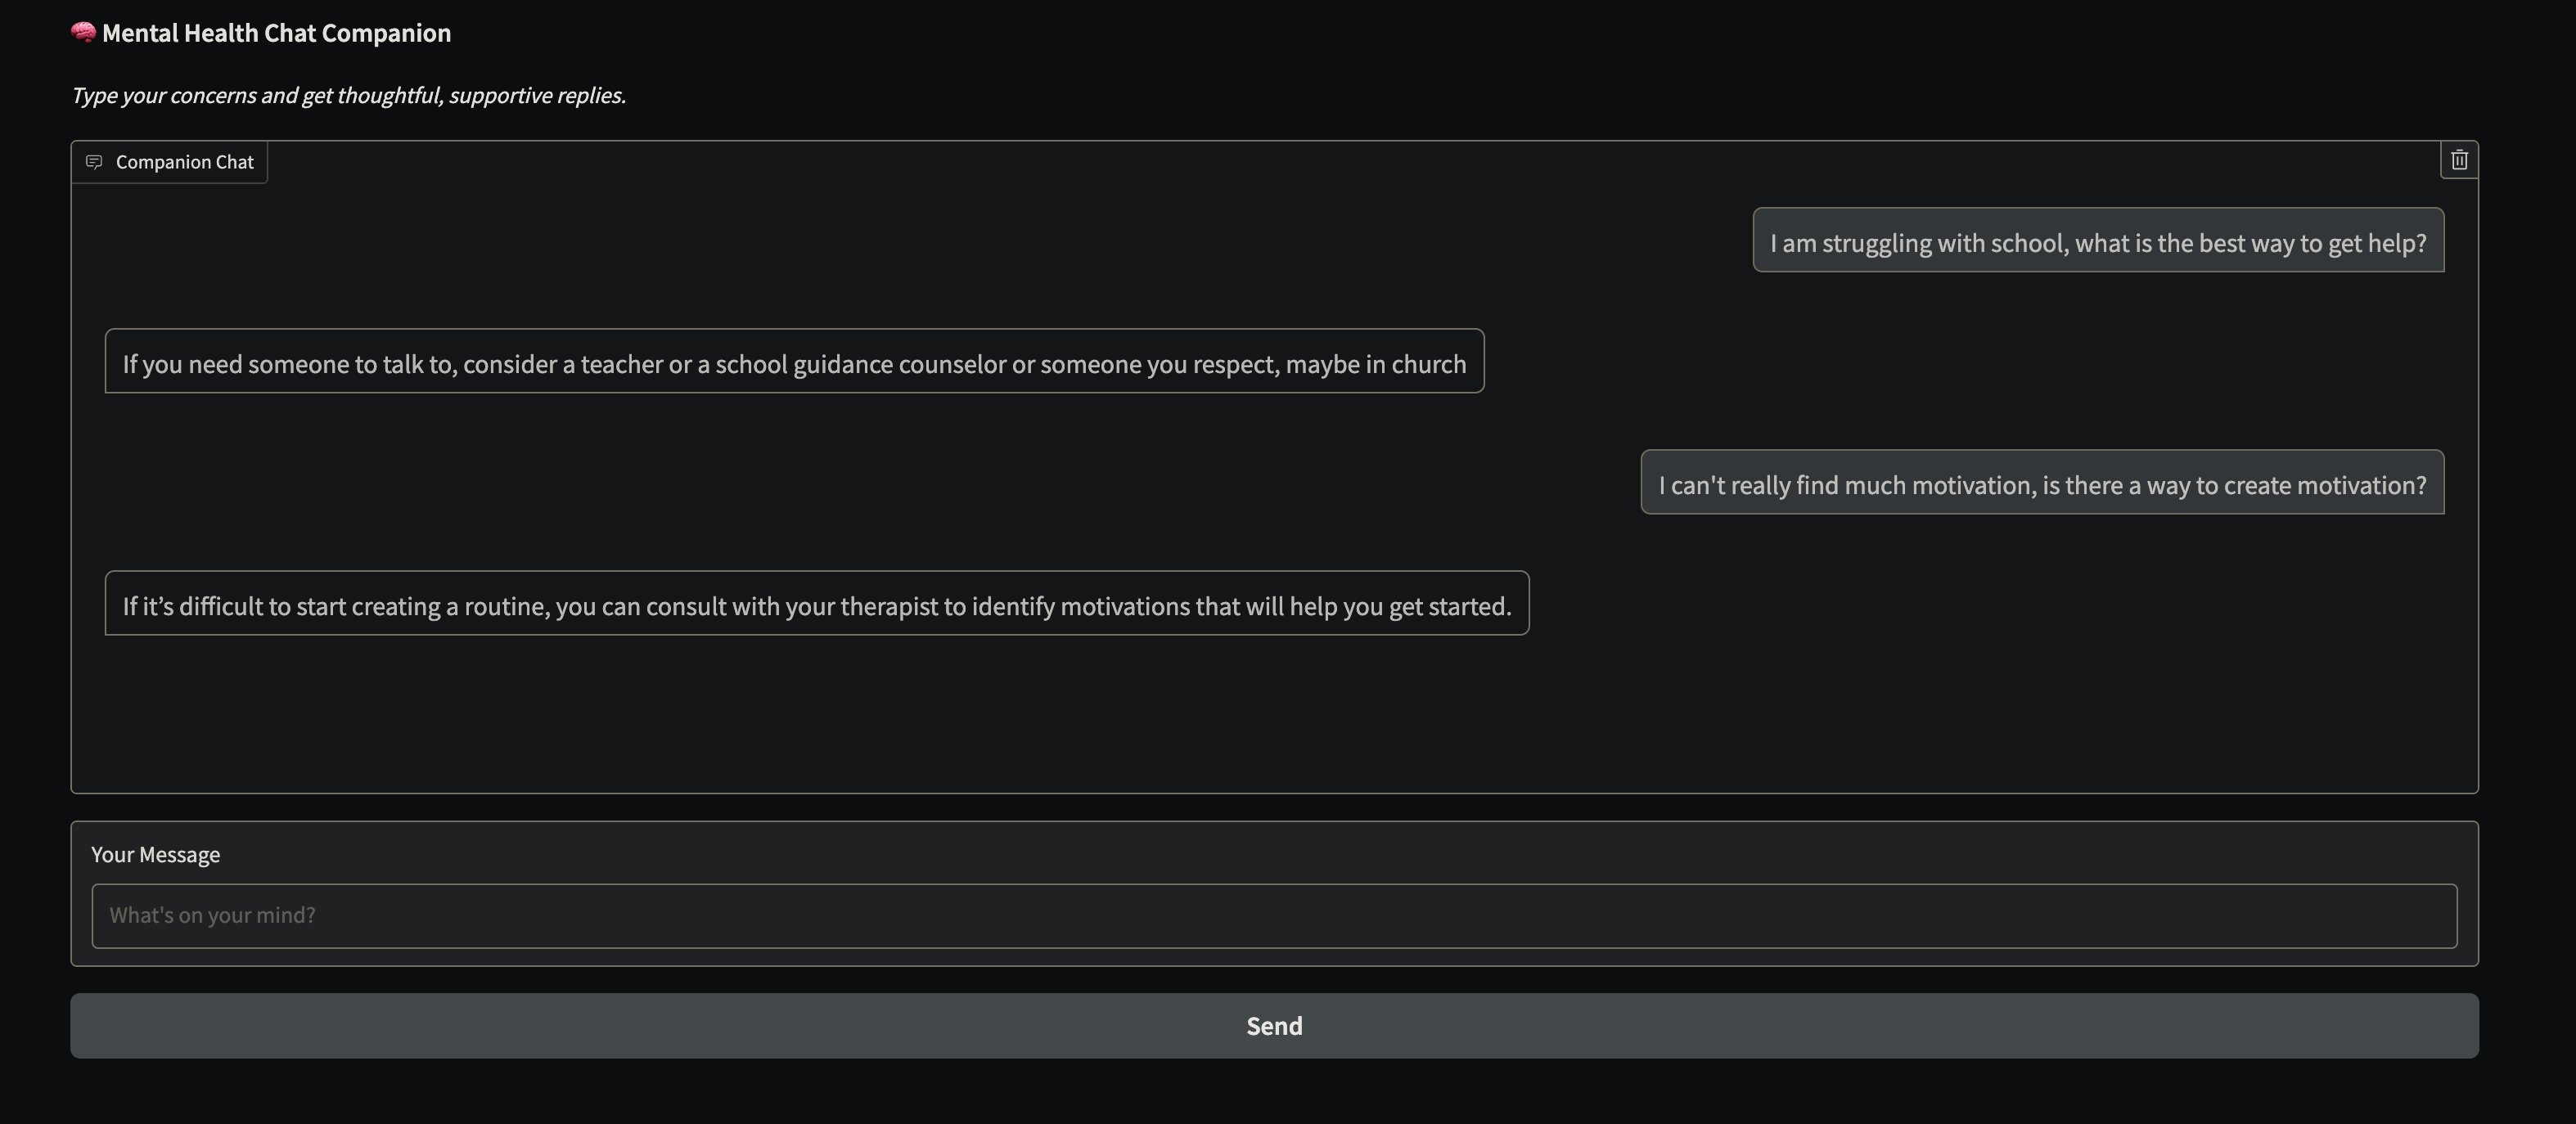 🧠 Mental Health Chat Companion
Type your concerns and get thoughtful, supportive replies.
Companion Chat
I am struggling with school, what is the best way to get help?
If you need someone to talk to, consider a teacher or a school guidance counselor or someone you respect, maybe in church
I can't really find much motivation, is there a way to create motivation?
If it’s difficult to start creating a routine, you can consult with your therapist to identify motivations that will help you get started.
Your Message
What's on your mind?
Send